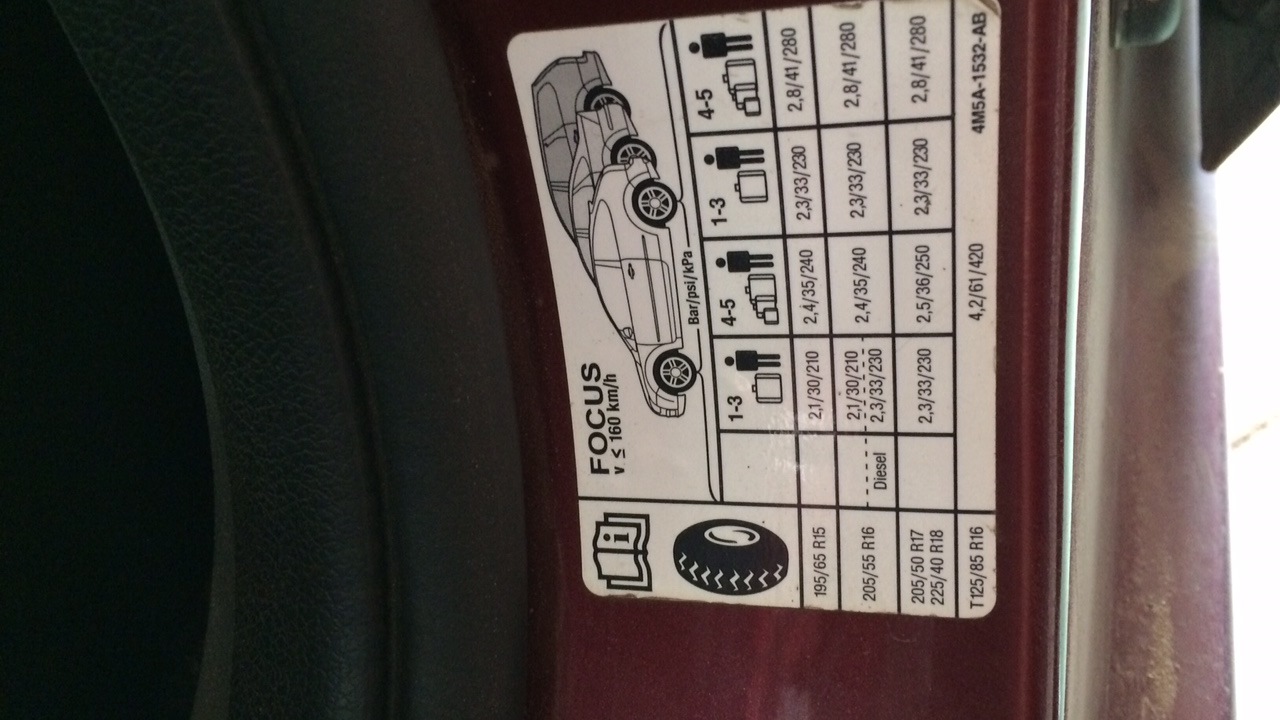 FOCUS
v ≤ 160 km/h
Bar/psi/kPa
1-3 4-5 1-3 4-5
195/65 R15 2,1/30/210 2,4/35/240 2,3/33/230 2,8/41/280
205/55 R16 2,1/30/210 2,4/35/240 2,3/33/230 2,8/41/280
Diesel 2,3/33/230
205/50 R17 2,3/33/230 2,5/36/250 2,3/33/230 2,8/41/280
225/40 R18
T125/85 R16 4,2/61/420
4M5A-1532-AB